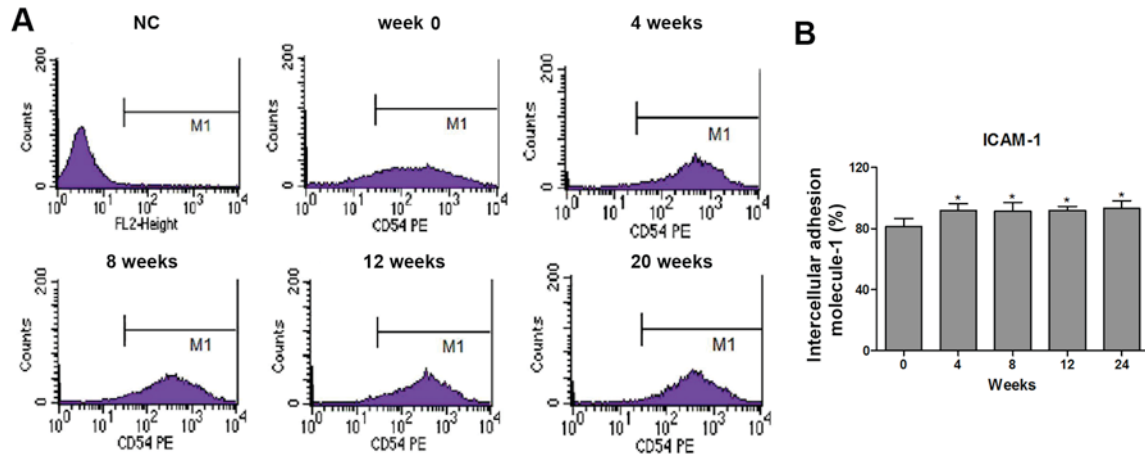 A
NC
week 0
4 weeks
200
Counts
0
M1
10^0 10^1 10^2 10^3 10^4
FL2-Height
200
Counts
0
M1
10^0 10^1 10^2 10^3 10^4
CD54 PE
200
Counts
0
M1
10^0 10^1 10^2 10^3 10^4
CD54 PE
8 weeks
12 weeks
20 weeks
200
Counts
0
M1
10^0 10^1 10^2 10^3 10^4
CD54 PE
200
Counts
0
M1
10^0 10^1 10^2 10^3 10^4
CD54 PE
200
Counts
0
M1
10^0 10^1 10^2 10^3 10^4
CD54 PE
B
ICAM-1
Intercellular adhesion
molecule-1 (%)
120
80
40
0
* * * *
0 4 8 12 24
Weeks